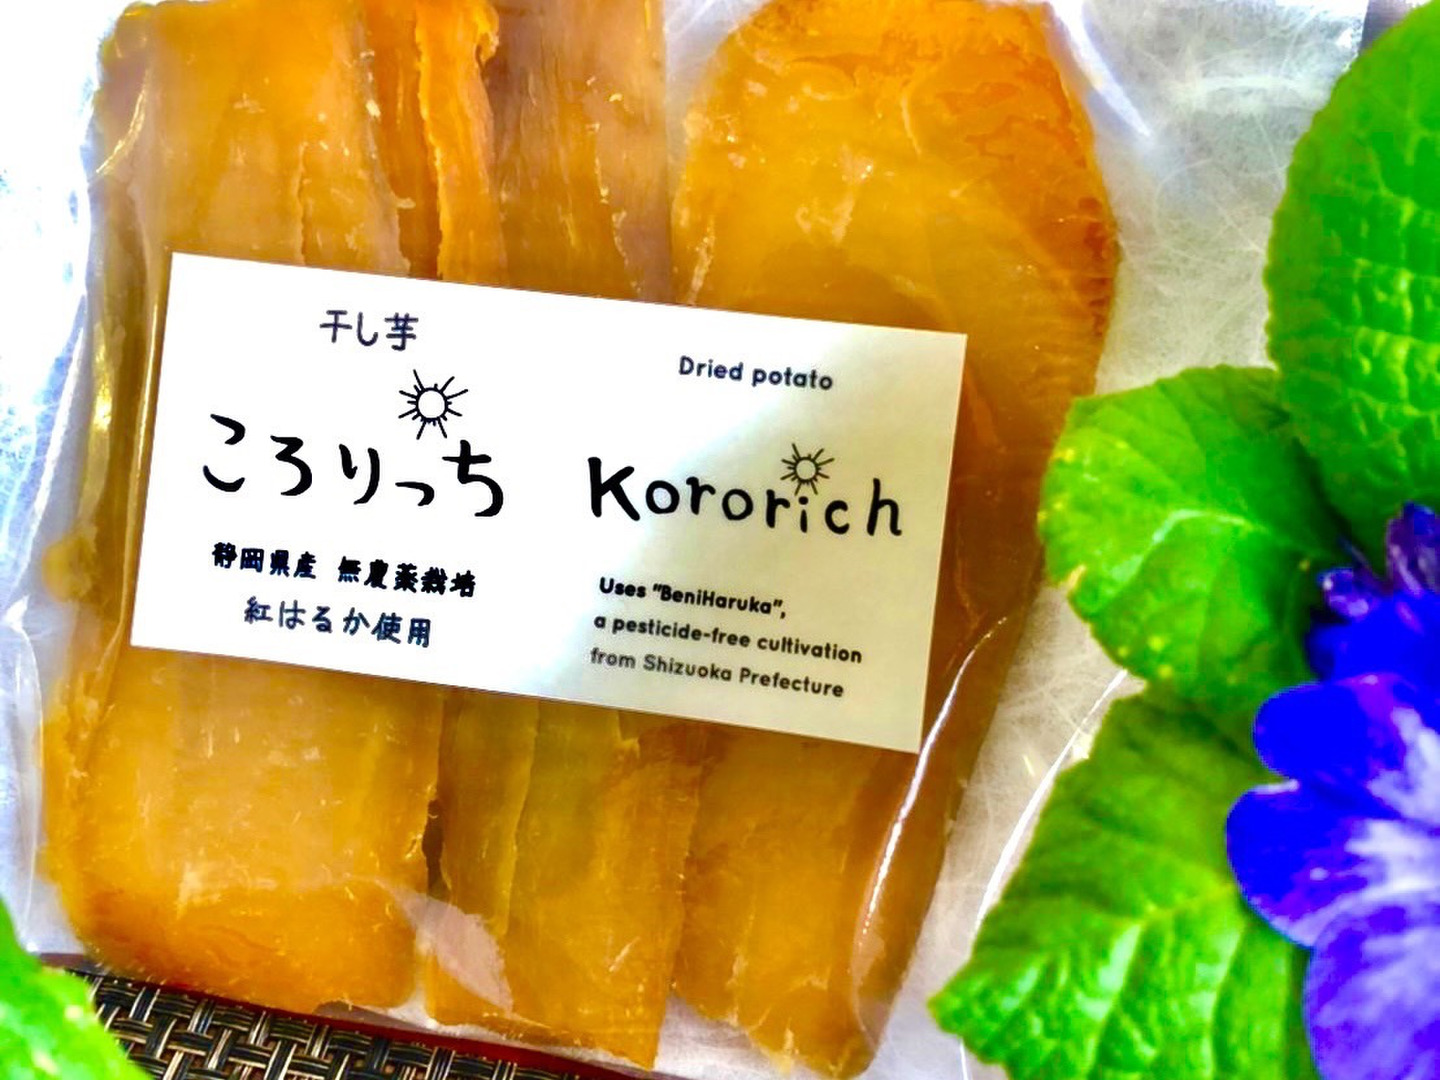 干し芋
ころりっち
静岡県産 無農薬栽培
紅はるか使用
Dried potato
Kororich
Uses "BeniHaruka",
a pesticide-free cultivation
from Shizuoka Prefecture